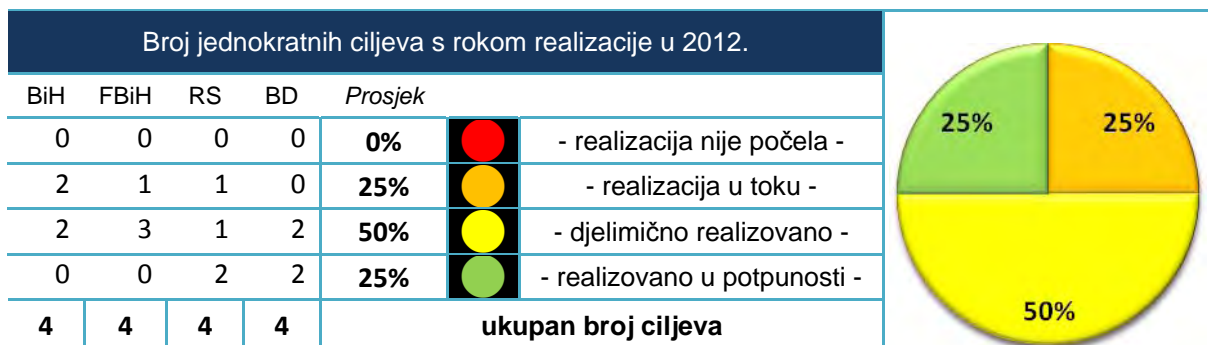 Broj jednokratnih ciljeva s rokom realizacije u 2012.
BiH FBiH RS BD Prosjek
0 0 0 0 0% - realizacija nije počela -
2 1 1 0 25% - realizacija u toku -
2 3 1 2 50% - djelimično realizovano -
0 0 2 2 25% - realizovano u potpunosti -
4 4 4 4 ukupan broj ciljeva
25% 25%
50%